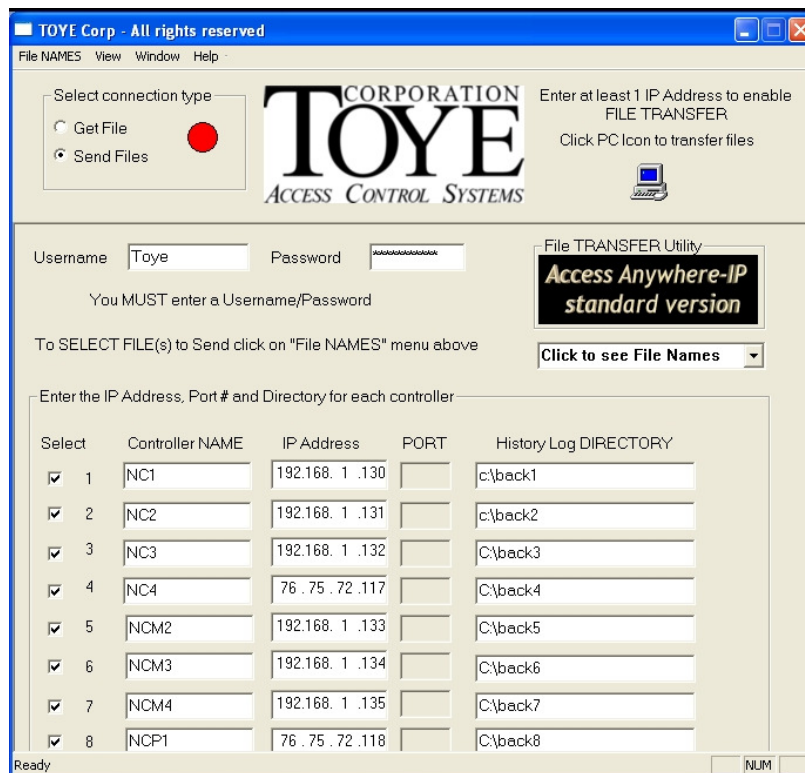 TOYE Corp - All rights reserved
File NAMES View Window Help
Select connection type
Get File
Send Files
CORPORATION
TOYE
ACCESS CONTROL SYSTEMS
Enter at least 1 IP Address to enable
FILE TRANSFER
Click PC Icon to transfer files
Username Toye Password ************
You MUST enter a Username/Password
File TRANSFER Utility
Access Anywhere-IP
standard version
To SELECT FILE(s) to Send click on "File NAMES" menu above
Click to see File Names
Enter the IP Address, Port # and Directory for each controller
Select Controller NAME IP Address PORT History Log DIRECTORY
1 NC1 192.168. 1 .130 c:\back1
2 NC2 192.168. 1 .131 c:\back2
3 NC3 192.168. 1 .132 C:\back3
4 NC4 76 . 75 . 72 .117 C:\back4
5 NCM2 192.168. 1 .133 C:\back5
6 NCM3 192.168. 1 .134 C:\back6
7 NCM4 192.168. 1 .135 C:\back7
8 NCP1 76 . 75 . 72 .118 C:\back8
Ready NUM